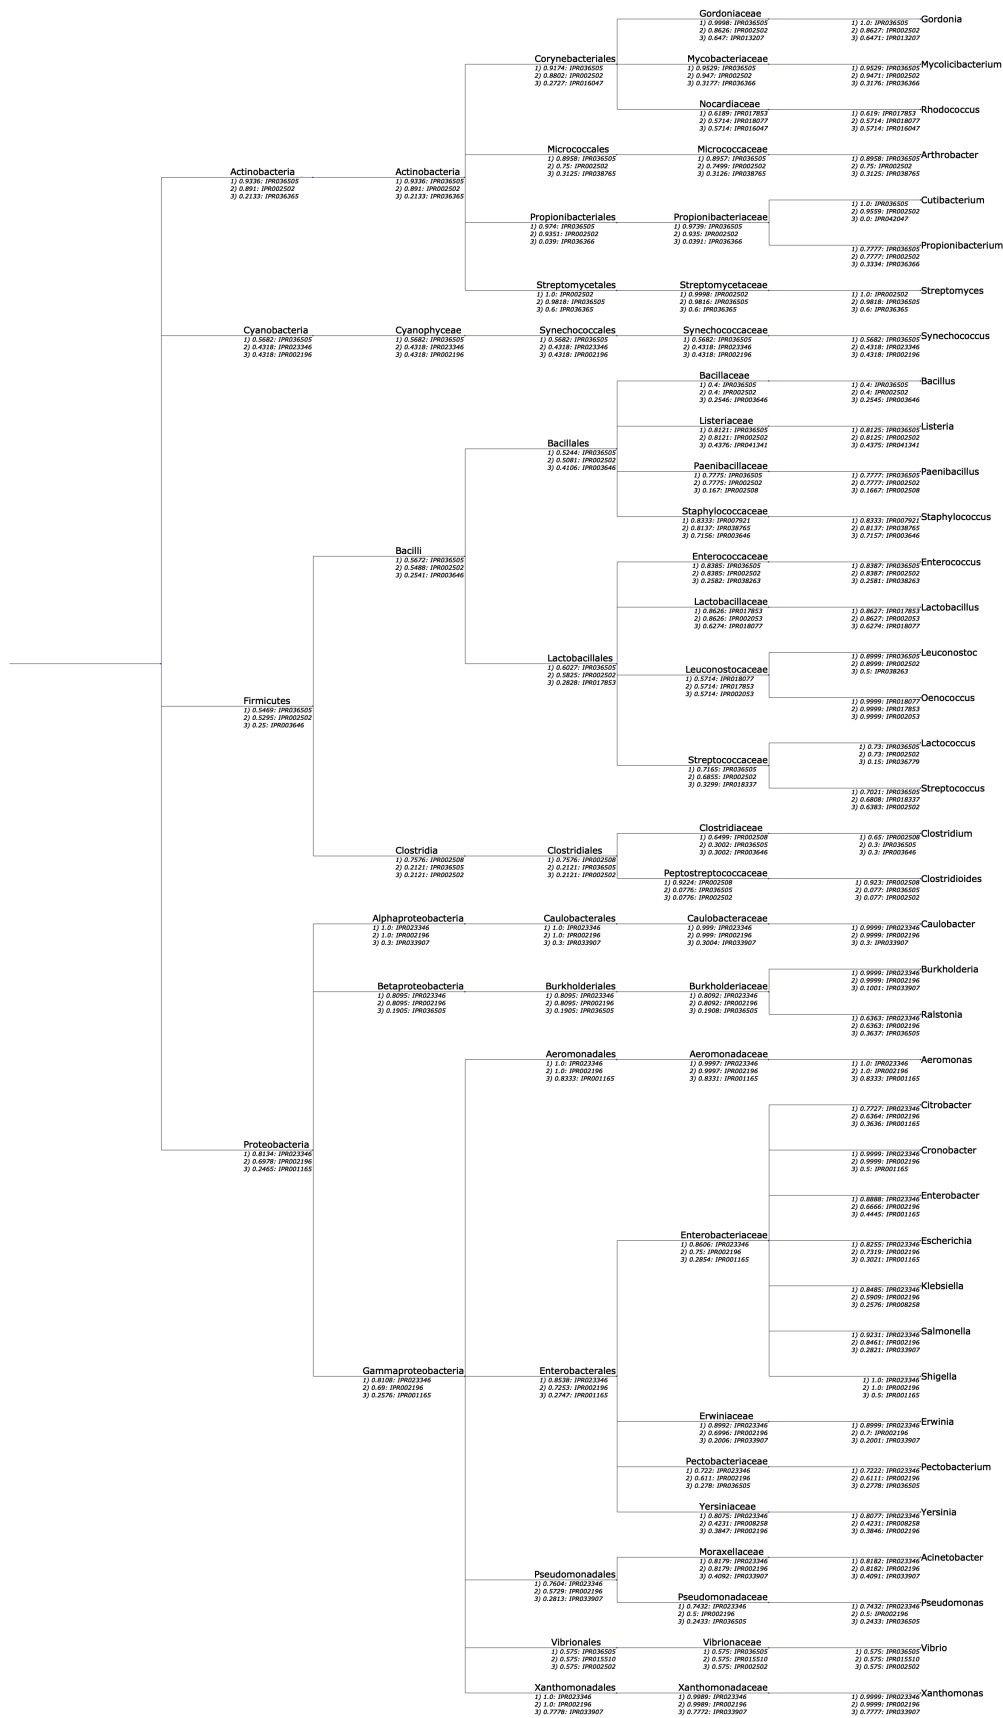 Gordoniaceae
1) 0.9998: IPR036505
2) 0.8626: IPR002502
3) 0.647: IPR013207
Gordonia
1) 1.0: IPR036505
2) 0.8627: IPR002502
3) 0.6471: IPR013207
Corynebacteriales
1) 0.9174: IPR036505
2) 0.8802: IPR002502
3) 0.2727: IPR016047
Mycobacteriaceae
1) 0.9529: IPR036505
2) 0.947: IPR002502
3) 0.3177: IPR036366
Mycolicibacterium
1) 0.9529: IPR036505
2) 0.9471: IPR002502
3) 0.3176: IPR036366
Nocardiaceae
1) 0.6189: IPR017853
2) 0.5714: IPR018077
3) 0.5714: IPR016047
Rhodococcus
1) 0.619: IPR017853
2) 0.5714: IPR018077
3) 0.5714: IPR016047
Micrococcales
1) 0.8958: IPR036505
2) 0.75: IPR002502
3) 0.3125: IPR038765
Micrococcaceae
1) 0.8957: IPR036505
2) 0.7499: IPR002502
3) 0.3126: IPR038765
Arthrobacter
1) 0.8958: IPR036505
2) 0.75: IPR002502
3) 0.3125: IPR038765
Actinobacteria
1) 0.9336: IPR036505
2) 0.891: IPR002502
3) 0.2133: IPR036365
Actinobacteria
1) 0.9336: IPR036505
2) 0.891: IPR002502
3) 0.2133: IPR036365
Cutibacterium
1) 1.0: IPR036505
2) 0.9559: IPR002502
3) 0.0: IPR042047
Propionibacteriales
1) 0.974: IPR036505
2) 0.9351: IPR002502
3) 0.039: IPR036366
Propionibacteriaceae
1) 0.9739: IPR036505
2) 0.935: IPR002502
3) 0.0391: IPR036366
Propionibacterium
1) 0.7777: IPR036505
2) 0.7777: IPR002502
3) 0.3334: IPR036366
Streptomycetales
1) 1.0: IPR002502
2) 0.9818: IPR036505
3) 0.6: IPR036365
Streptomycetaceae
1) 0.9998: IPR002502
2) 0.9816: IPR036505
3) 0.6: IPR036365
Streptomyces
1) 1.0: IPR002502
2) 0.9818: IPR036505
3) 0.6: IPR036365
Cyanobacteria
1) 0.5682: IPR036505
2) 0.4318: IPR023346
3) 0.4318: IPR002196
Cyanophyceae
1) 0.5682: IPR036505
2) 0.4318: IPR023346
3) 0.4318: IPR002196
Synechococcales
1) 0.5682: IPR036505
2) 0.4318: IPR023346
3) 0.4318: IPR002196
Synechococcaceae
1) 0.5682: IPR036505
2) 0.4318: IPR023346
3) 0.4318: IPR002196
Synechococcus
1) 0.5682: IPR036505
2) 0.4318: IPR023346
3) 0.4318: IPR002196
Bacillaceae
1) 0.4: IPR036505
2) 0.4: IPR002502
3) 0.2546: IPR003646
Bacillus
1) 0.4: IPR036505
2) 0.4: IPR002502
3) 0.2545: IPR003646
Listeriaceae
1) 0.8121: IPR036505
2) 0.8121: IPR002502
3) 0.4376: IPR041341
Listeria
1) 0.8125: IPR036505
2) 0.8125: IPR002502
3) 0.4375: IPR041341
Bacillales
1) 0.5244: IPR036505
2) 0.5081: IPR002502
3) 0.4106: IPR003646
Paenibacillaceae
1) 0.7775: IPR036505
2) 0.7775: IPR002502
3) 0.167: IPR002508
Paenibacillus
1) 0.7777: IPR036505
2) 0.7777: IPR002502
3) 0.1667: IPR002508
Staphylococcaceae
1) 0.8333: IPR007921
2) 0.8137: IPR038765
3) 0.7156: IPR003646
Staphylococcus
1) 0.8333: IPR007921
2) 0.8137: IPR038765
3) 0.7157: IPR003646
Bacilli
1) 0.5672: IPR036505
2) 0.5488: IPR002502
3) 0.2541: IPR003646
Enterococcaceae
1) 0.8385: IPR036505
2) 0.8385: IPR002502
3) 0.2582: IPR038263
Enterococcus
1) 0.8387: IPR036505
2) 0.8387: IPR002502
3) 0.2581: IPR038263
Lactobacillaceae
1) 0.8626: IPR017853
2) 0.8626: IPR002053
3) 0.6274: IPR018077
Lactobacillus
1) 0.8627: IPR017853
2) 0.8627: IPR002053
3) 0.6274: IPR018077
Lactobacillales
1) 0.6027: IPR036505
2) 0.5825: IPR002502
3) 0.2828: IPR017853
Leuconostoc
1) 0.8999: IPR036505
2) 0.8999: IPR002502
3) 0.5: IPR038263
Leuconostocaceae
1) 0.5714: IPR018077
2) 0.5714: IPR017853
3) 0.5714: IPR002053
Oenococcus
1) 0.9999: IPR018077
2) 0.9999: IPR017853
3) 0.9999: IPR002053
Firmicutes
1) 0.5469: IPR036505
2) 0.5295: IPR002502
3) 0.25: IPR003646
Lactococcus
1) 0.73: IPR036505
2) 0.73: IPR002502
3) 0.15: IPR036779
Streptococcaceae
1) 0.7165: IPR036505
2) 0.6855: IPR002502
3) 0.3299: IPR018337
Streptococcus
1) 0.7021: IPR036505
2) 0.6808: IPR018337
3) 0.6383: IPR002502
Clostridiaceae
1) 0.6499: IPR002508
2) 0.3002: IPR036505
3) 0.3002: IPR003646
Clostridium
1) 0.65: IPR002508
2) 0.3: IPR036505
3) 0.3: IPR003646
Clostridia
1) 0.7576: IPR002508
2) 0.2121: IPR036505
3) 0.2121: IPR002502
Clostridiales
1) 0.7576: IPR002508
2) 0.2121: IPR036505
3) 0.2121: IPR002502
Peptostreptococcaceae
1) 0.9224: IPR002508
2) 0.0776: IPR036505
3) 0.0776: IPR002502
Clostridioides
1) 0.923: IPR002508
2) 0.077: IPR036505
3) 0.077: IPR002502
Alphaproteobacteria
1) 1.0: IPR023346
2) 1.0: IPR002196
3) 0.3: IPR033907
Caulobacterales
1) 1.0: IPR023346
2) 1.0: IPR002196
3) 0.3: IPR033907
Caulobacteraceae
1) 0.999: IPR023346
2) 0.999: IPR002196
3) 0.3004: IPR033907
Caulobacter
1) 0.9999: IPR023346
2) 0.9999: IPR002196
3) 0.3: IPR033907
Burkholderia
1) 0.9999: IPR023346
2) 0.9999: IPR002196
3) 0.1001: IPR033907
Betaproteobacteria
1) 0.8095: IPR023346
2) 0.8095: IPR002196
3) 0.1905: IPR036505
Burkholderiales
1) 0.8095: IPR023346
2) 0.8095: IPR002196
3) 0.1905: IPR036505
Burkholderiaceae
1) 0.8092: IPR023346
2) 0.8092: IPR002196
3) 0.1908: IPR036505
Ralstonia
1) 0.6363: IPR023346
2) 0.6363: IPR002196
3) 0.3637: IPR036505
Aeromonadales
1) 1.0: IPR023346
2) 1.0: IPR002196
3) 0.8333: IPR001165
Aeromonadaceae
1) 0.9997: IPR023346
2) 0.9997: IPR002196
3) 0.8331: IPR001165
Aeromonas
1) 1.0: IPR023346
2) 1.0: IPR002196
3) 0.8333: IPR001165
Citrobacter
1) 0.7727: IPR023346
2) 0.6364: IPR002196
3) 0.3636: IPR001165
Proteobacteria
1) 0.8134: IPR023346
2) 0.6978: IPR002196
3) 0.2465: IPR001165
Cronobacter
1) 0.9999: IPR023346
2) 0.9999: IPR002196
3) 0.5: IPR001165
Enterobacter
1) 0.8888: IPR023346
2) 0.6666: IPR002196
3) 0.4445: IPR001165
Enterobacteriaceae
1) 0.8606: IPR023346
2) 0.75: IPR002196
3) 0.2854: IPR001165
Escherichia
1) 0.8255: IPR023346
2) 0.7319: IPR002196
3) 0.3021: IPR001165
Klebsiella
1) 0.8485: IPR023346
2) 0.5909: IPR002196
3) 0.2576: IPR008258
Salmonella
1) 0.9231: IPR023346
2) 0.8461: IPR002196
3) 0.2821: IPR033907
Gammaproteobacteria
1) 0.8108: IPR023346
2) 0.69: IPR002196
3) 0.2576: IPR001165
Enterobacterales
1) 0.8538: IPR023346
2) 0.7253: IPR002196
3) 0.2747: IPR001165
Shigella
1) 1.0: IPR023346
2) 1.0: IPR002196
3) 0.5: IPR001165
Erwiniaceae
1) 0.8992: IPR023346
2) 0.6996: IPR002196
3) 0.2006: IPR033907
Erwinia
1) 0.8999: IPR023346
2) 0.7: IPR002196
3) 0.2001: IPR033907
Pectobacteriaceae
1) 0.722: IPR023346
2) 0.611: IPR002196
3) 0.278: IPR036505
Pectobacterium
1) 0.7222: IPR023346
2) 0.6111: IPR002196
3) 0.2778: IPR036505
Yersiniaceae
1) 0.8075: IPR023346
2) 0.4231: IPR008258
3) 0.3847: IPR002196
Yersinia
1) 0.8077: IPR023346
2) 0.4231: IPR008258
3) 0.3846: IPR002196
Moraxellaceae
1) 0.8179: IPR023346
2) 0.8179: IPR002196
3) 0.4092: IPR033907
Acinetobacter
1) 0.8182: IPR023346
2) 0.8182: IPR002196
3) 0.4091: IPR033907
Pseudomonadales
1) 0.7604: IPR023346
2) 0.5729: IPR002196
3) 0.2813: IPR033907
Pseudomonadaceae
1) 0.7432: IPR023346
2) 0.5: IPR002196
3) 0.2433: IPR036505
Pseudomonas
1) 0.7432: IPR023346
2) 0.5: IPR002196
3) 0.2433: IPR036505
Vibrionales
1) 0.575: IPR036505
2) 0.575: IPR015510
3) 0.575: IPR002502
Vibrionaceae
1) 0.575: IPR036505
2) 0.575: IPR015510
3) 0.575: IPR002502
Vibrio
1) 0.575: IPR036505
2) 0.575: IPR015510
3) 0.575: IPR002502
Xanthomonadales
1) 1.0: IPR023346
2) 1.0: IPR002196
3) 0.7778: IPR033907
Xanthomonadaceae
1) 0.9989: IPR023346
2) 0.9989: IPR002196
3) 0.7772: IPR033907
Xanthomonas
1) 0.9999: IPR023346
2) 0.9999: IPR002196
3) 0.7777: IPR033907